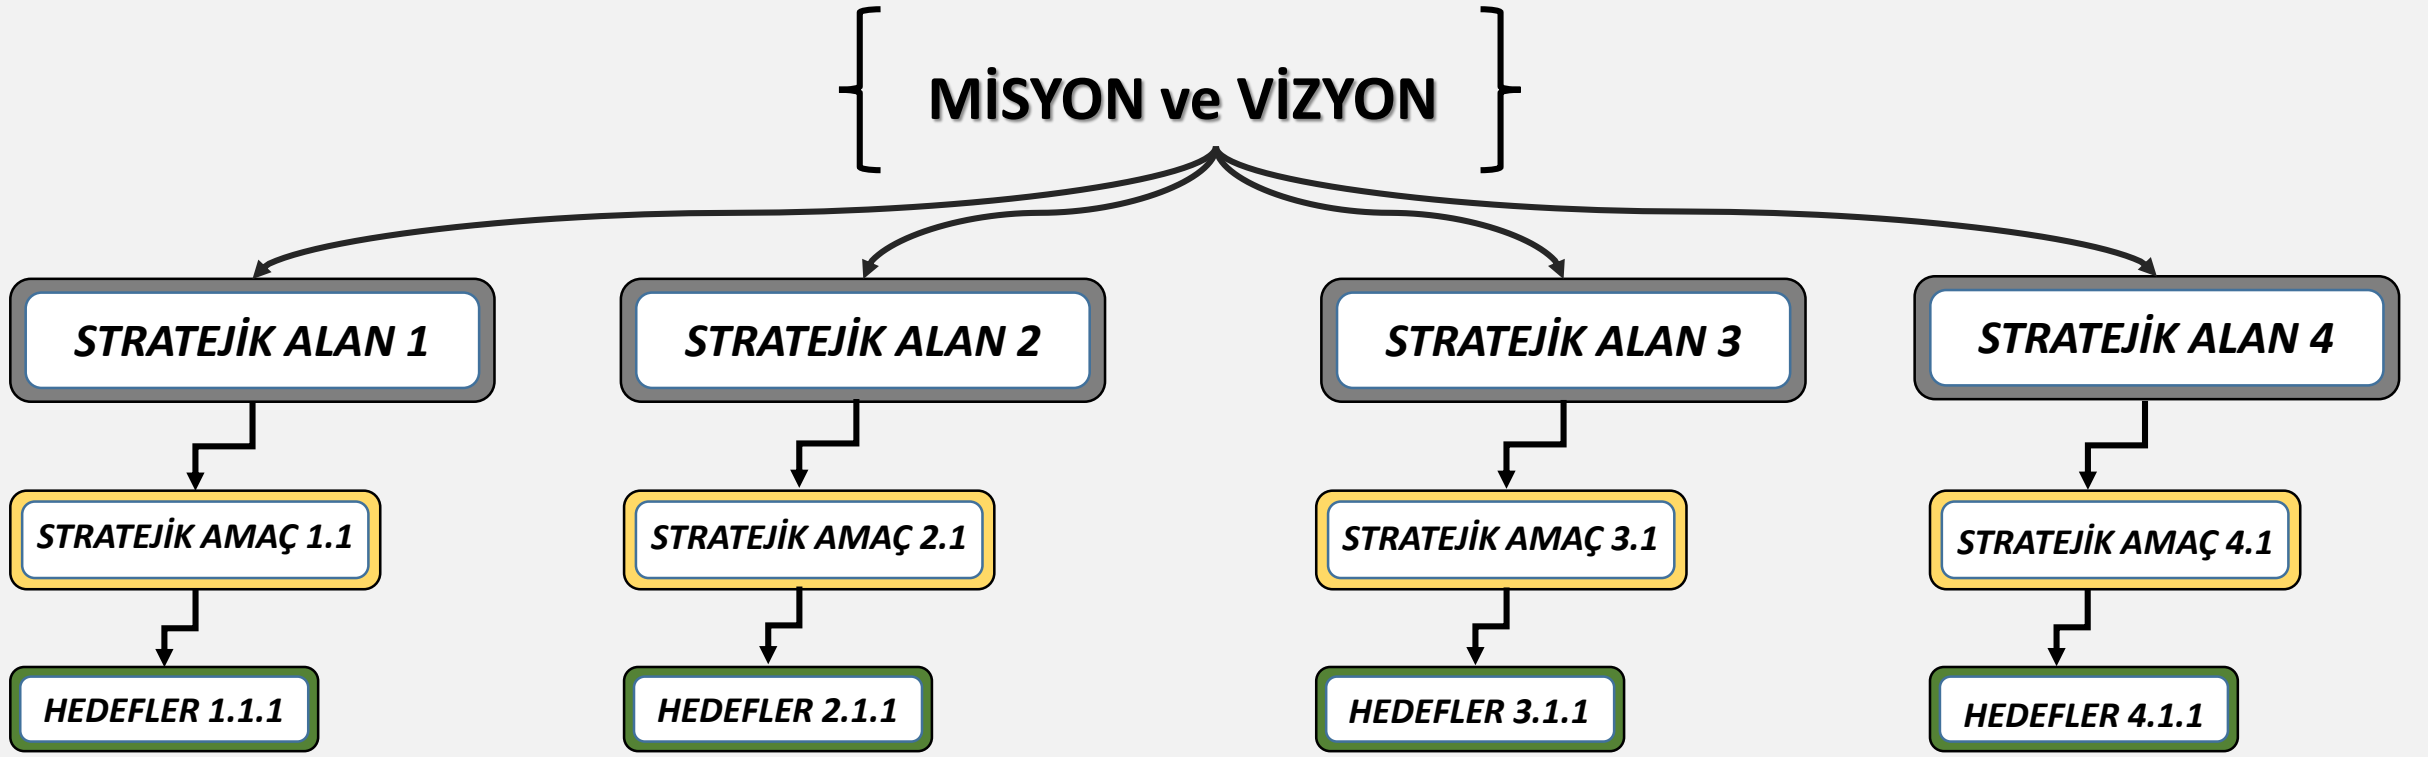 MİSYON ve VİZYON
STRATEJİK ALAN 1
STRATEJİK ALAN 2
STRATEJİK ALAN 3
STRATEJİK ALAN 4
STRATEJİK AMAÇ 1.1
STRATEJİK AMAÇ 2.1
STRATEJİK AMAÇ 3.1
STRATEJİK AMAÇ 4.1
HEDEFLER 1.1.1
HEDEFLER 2.1.1
HEDEFLER 3.1.1
HEDEFLER 4.1.1